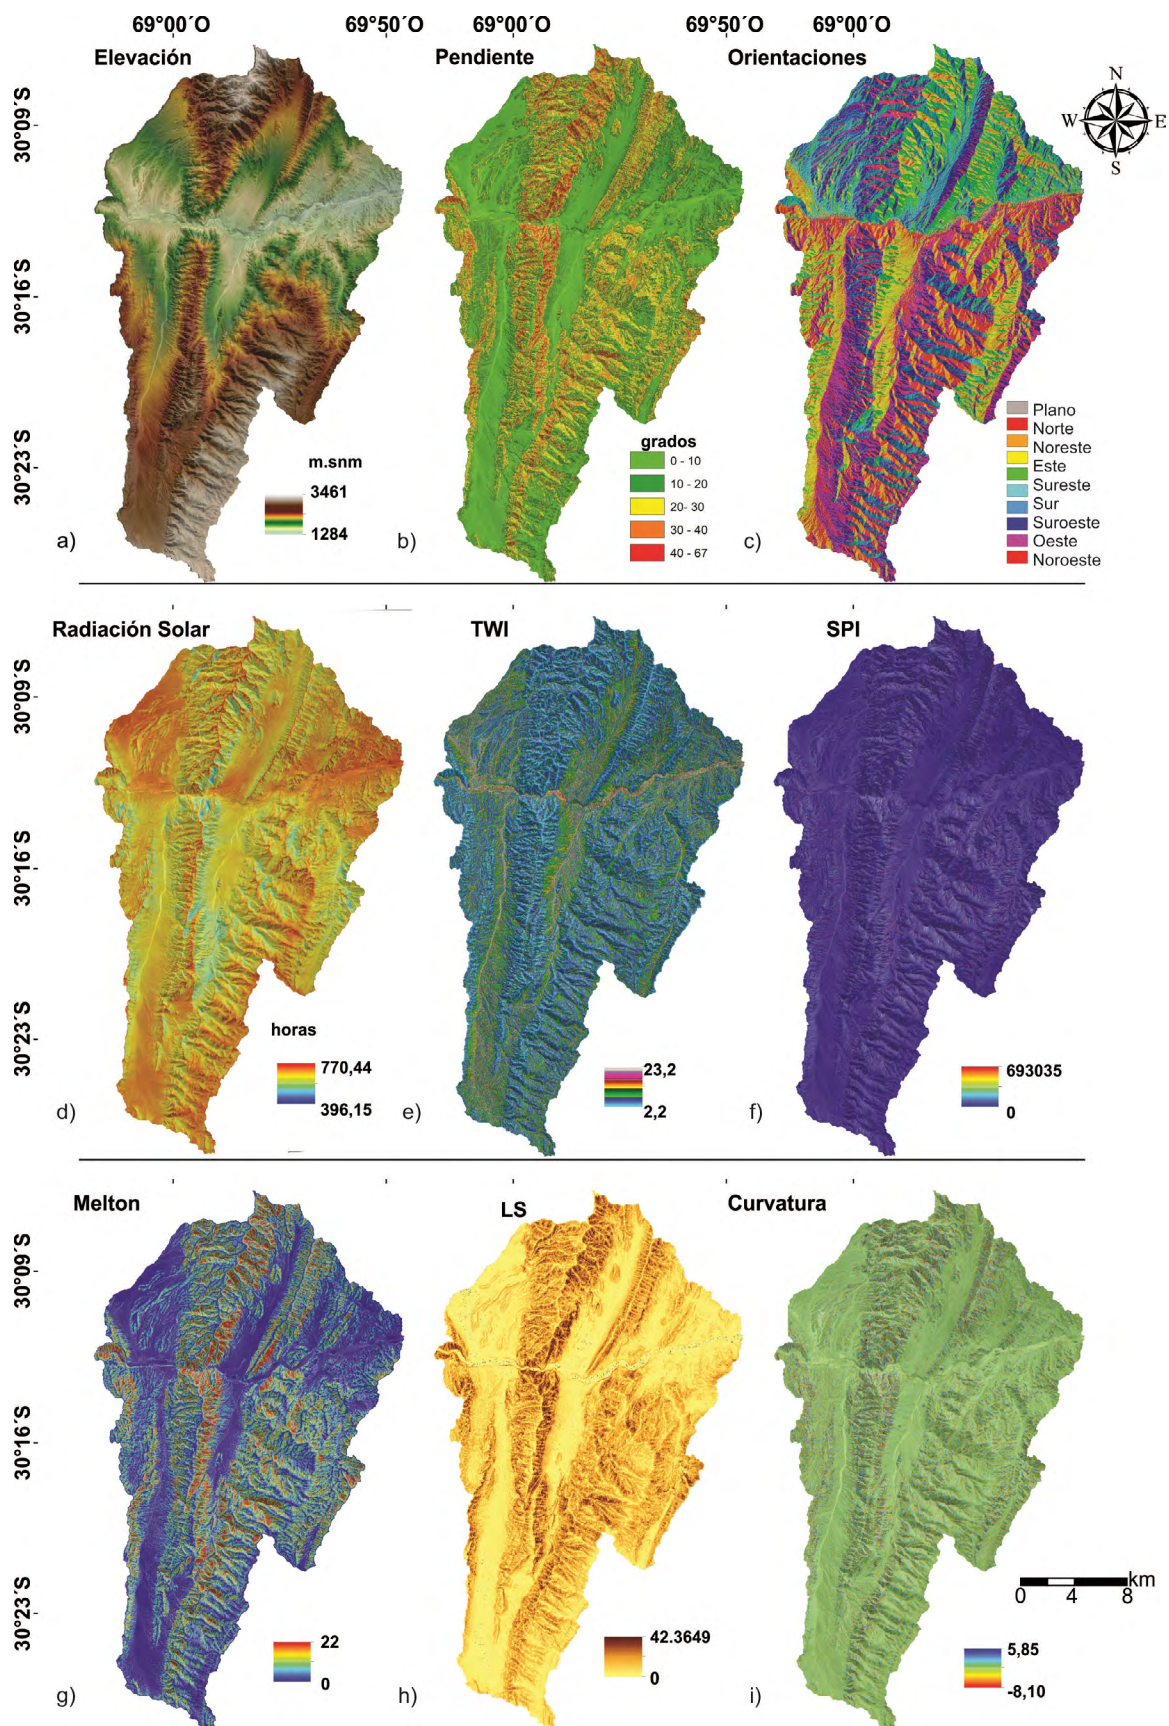 69°00´O 69°50´O 69°00´O 69°50´O 69°00´O
Elevación
Pendiente
Orientaciones
N
W E
S
30°09´S
30°16´S
30°23´S
m.snm
3461
1284
a)
grados
0 - 10
10 - 20
20- 30
30 - 40
40 - 67
b)
Plano
Norte
Noreste
Este
Sureste
Sur
Suroeste
Oeste
Noroeste
c)
Radiación Solar
TWI
SPI
30°09´S
30°16´S
30°23´S
horas
770,44
396,15
d)
23,2
2,2
e)
693035
0
f)
Melton
LS
Curvatura
30°09´S
30°16´S
30°23´S
22
0
g)
42.3649
0
h)
km
0 4 8
5,85
-8,10
i)